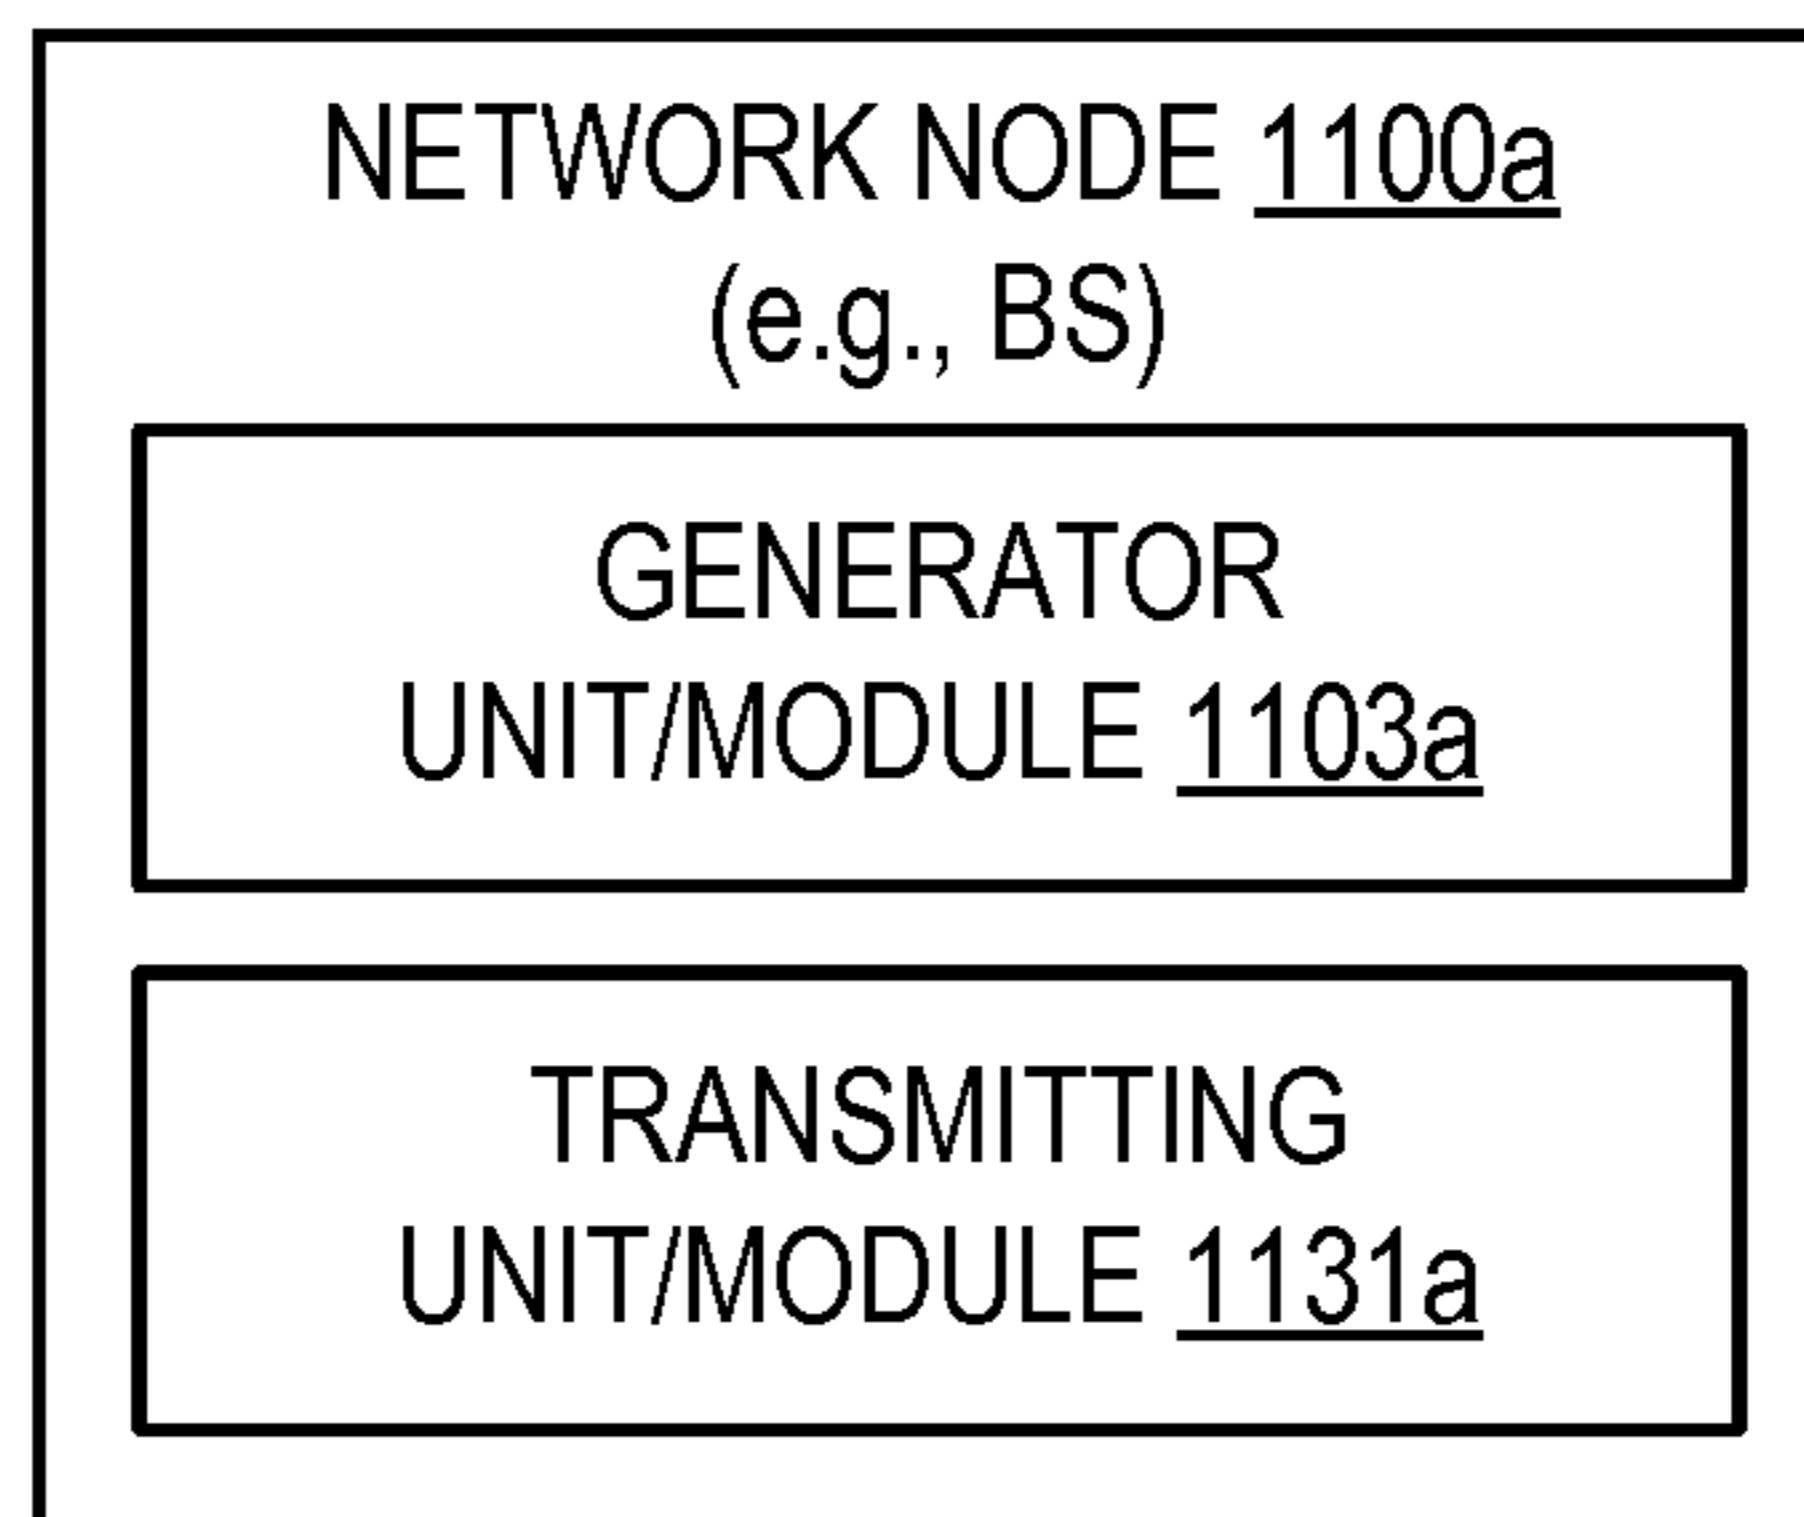 NETWORK NODE 1100a
(e.g., BS)
GENERATOR
UNIT/MODULE 1103a
TRANSMITTING
UNIT/MODULE 1131a